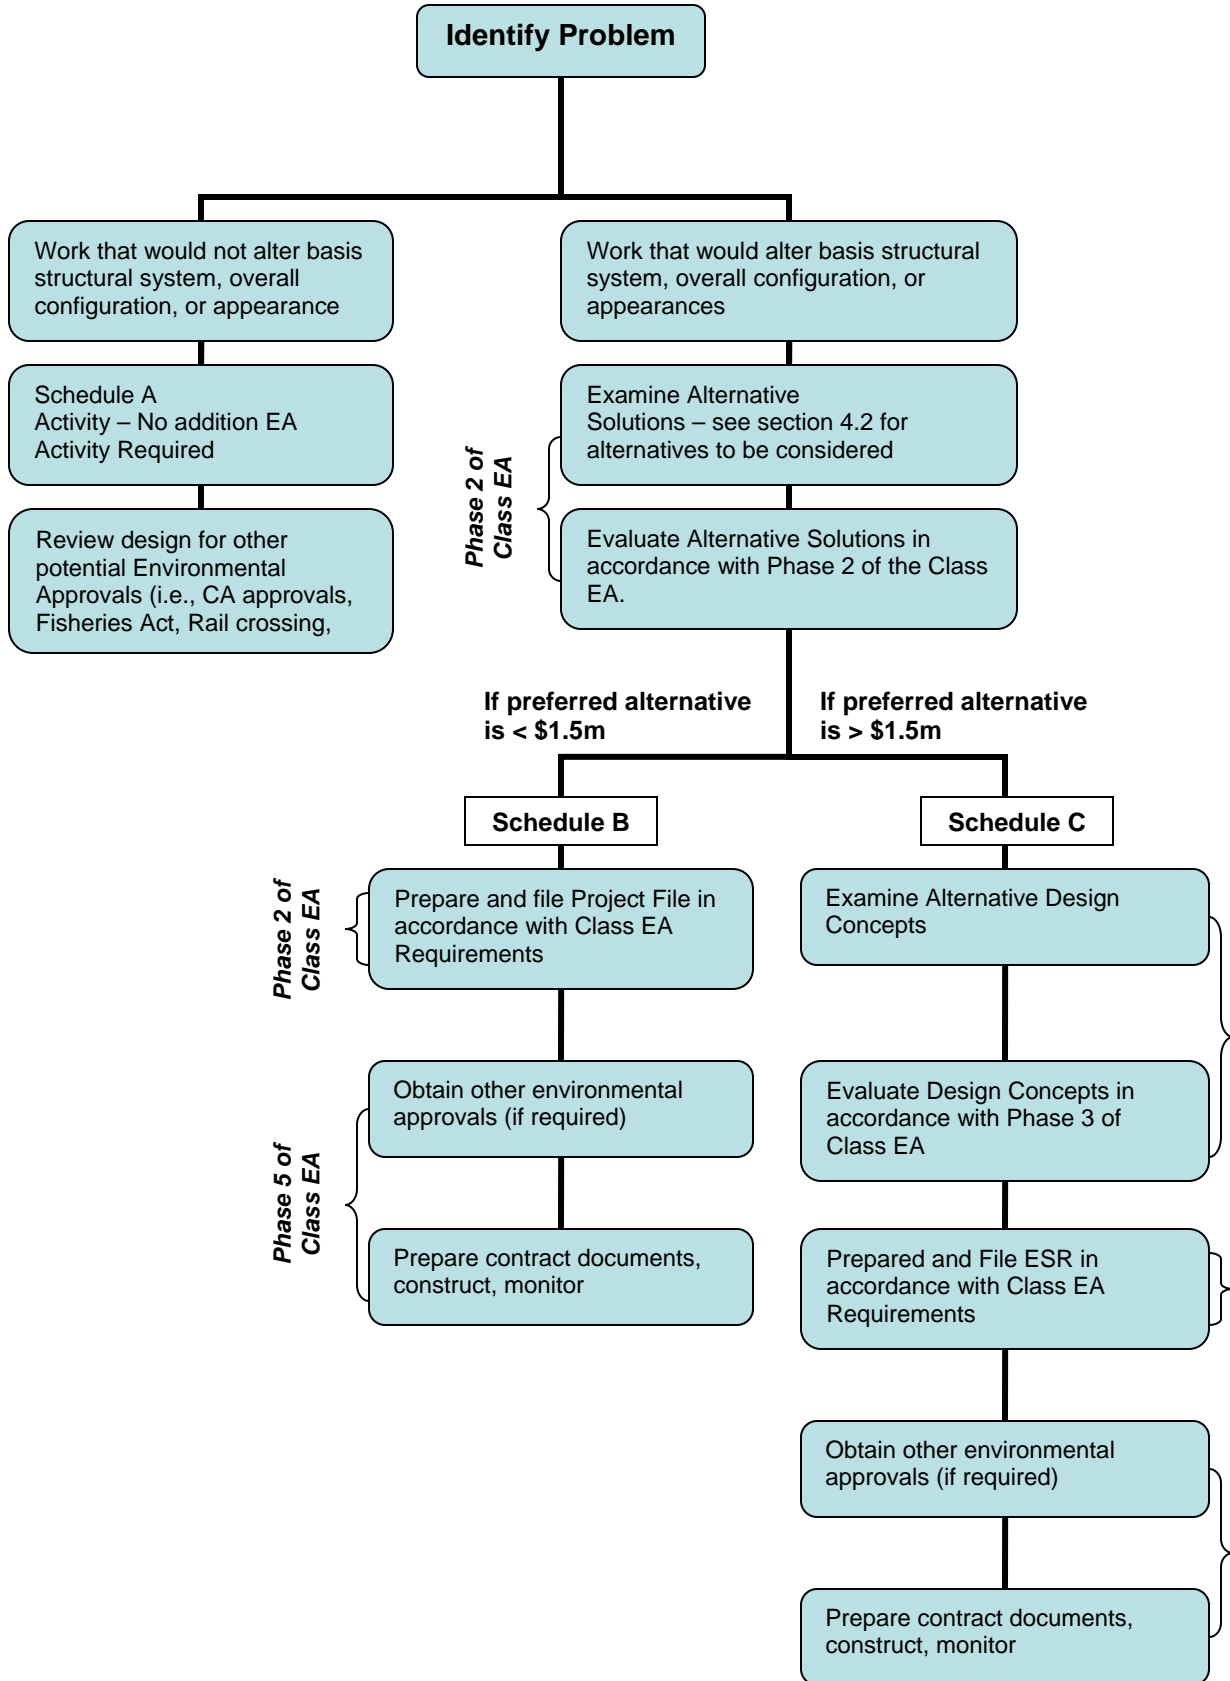 Identify Problem
Work that would not alter basis
structural system, overall
configuration, or appearance
Work that would alter basis structural
system, overall configuration, or
appearances
Schedule A
Activity – No addition EA
Activity Required
Examine Alternative
Solutions – see section 4.2 for
alternatives to be considered
Phase 2 of
Class EA
Review design for other
potential Environmental
Approvals (i.e., CA approvals,
Fisheries Act, Rail crossing,
Evaluate Alternative Solutions in
accordance with Phase 2 of the Class
EA.
If preferred alternative
is < $1.5m
If preferred alternative
is > $1.5m
Schedule B
Schedule C
Phase 2 of
Class EA
Prepare and file Project File in
accordance with Class EA
Requirements
Examine Alternative Design
Concepts
Obtain other environmental
approvals (if required)
Evaluate Design Concepts in
accordance with Phase 3 of
Class EA
Phase 5 of
Class EA
Prepare contract documents,
construct, monitor
Prepared and File ESR in
accordance with Class EA
Requirements
Obtain other environmental
approvals (if required)
Prepare contract documents,
construct, monitor